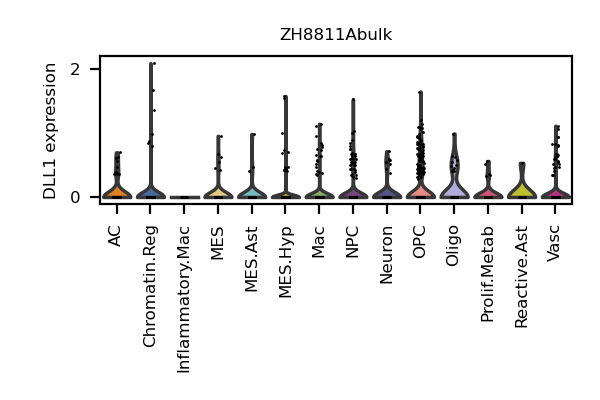 ZH8811Abulk
DLL1 expression
2
0
AC
Chromatin.Reg
Inflammatory.Mac
MES
MES.Ast
MES.Hyp
Mac
NPC
Neuron
OPC
Oligo
Prolif.Metab
Reactive.Ast
Vasc